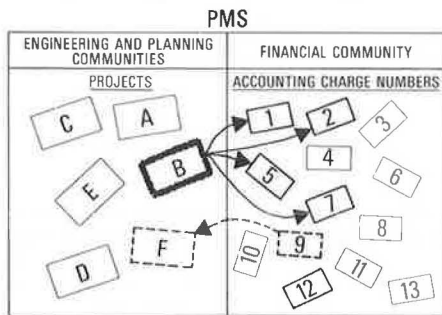 PMS
ENGINEERING AND PLANNING
COMMUNITIES
FINANCIAL COMMUNITY
PROJECTS
ACCOUNTING CHARGE NUMBERS
C
A
1
2
3
B
4
5
6
E
7
8
F
9
10
D
11
12
13